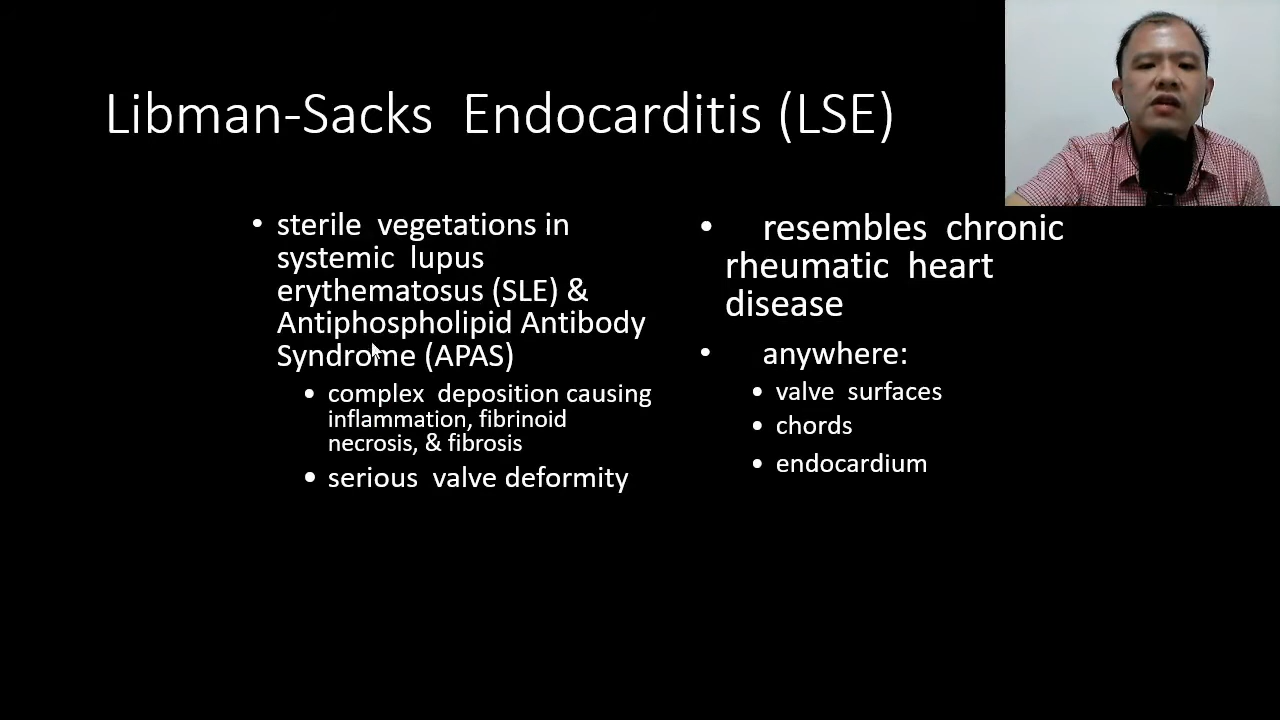 Libman-Sacks Endocarditis (LSE)
• sterile vegetations in
systemic lupus
erythematosus (SLE) &
Antiphospholipid Antibody
Syndrome (APAS)
• complex deposition causing
inflammation, fibrinoid
necrosis, & fibrosis
• serious valve deformity
• resembles chronic
rheumatic heart
disease
• anywhere:
• valve surfaces
• chords
• endocardium